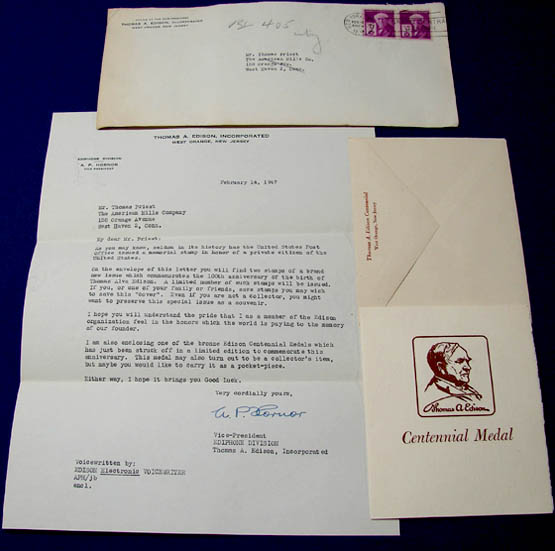 THOMAS A. EDISON, INCORPORATED
WEST ORANGE, NEW JERSEY
Mr. Thomas Priest
The American Mills Co.
West Haven 2, Conn.
THOMAS A. EDISON, INCORPORATED
WEST ORANGE, NEW JERSEY
EDIPHONE DIVISION
VICE PRESIDENT
February 14, 1947
Mr. Thomas Priest
The American Mills Company
150 Orange Avenue
West Haven 2, Conn.
My dear Mr. Priest:
As you may know, seldom in its history has the United States Post
Office issued a memorial stamp in honor of a private citizen of the
United States.
In the envelope of this letter you will find two stamps of a brand
new issue which commemorates the 100th anniversary of the birth of
Thomas Alva Edison. A limited number of such stamps will be issued.
If you, or one of your family or friends, save stamps you may wish
to save this "cover". Even if you are not a collector, you might
want to preserve this special issue as a souvenir.
I hope you will understand the pride that I as a member of the Edison
organization feel in the honors which the world is paying to the memory
of our founder.
I am also enclosing one of the bronze Edison Centennial Medals which
has just been struck off in a limited edition to commemorate this
anniversary. This medal may also turn out to be a collector's item,
but maybe you would like to carry it as a pocket-piece.
Either way, I hope it brings you Good Luck.
Very cordially yours,
Vice-President
EDIPHONE DIVISION
Thomas A. Edison, Incorporated
Voicewritten by:
EDISON Electronic VOICEWRITER
APH/jb
encl.
Thomas A. Edison Centennial
West Orange, New Jersey
Thomas A. Edison
Centennial Medal